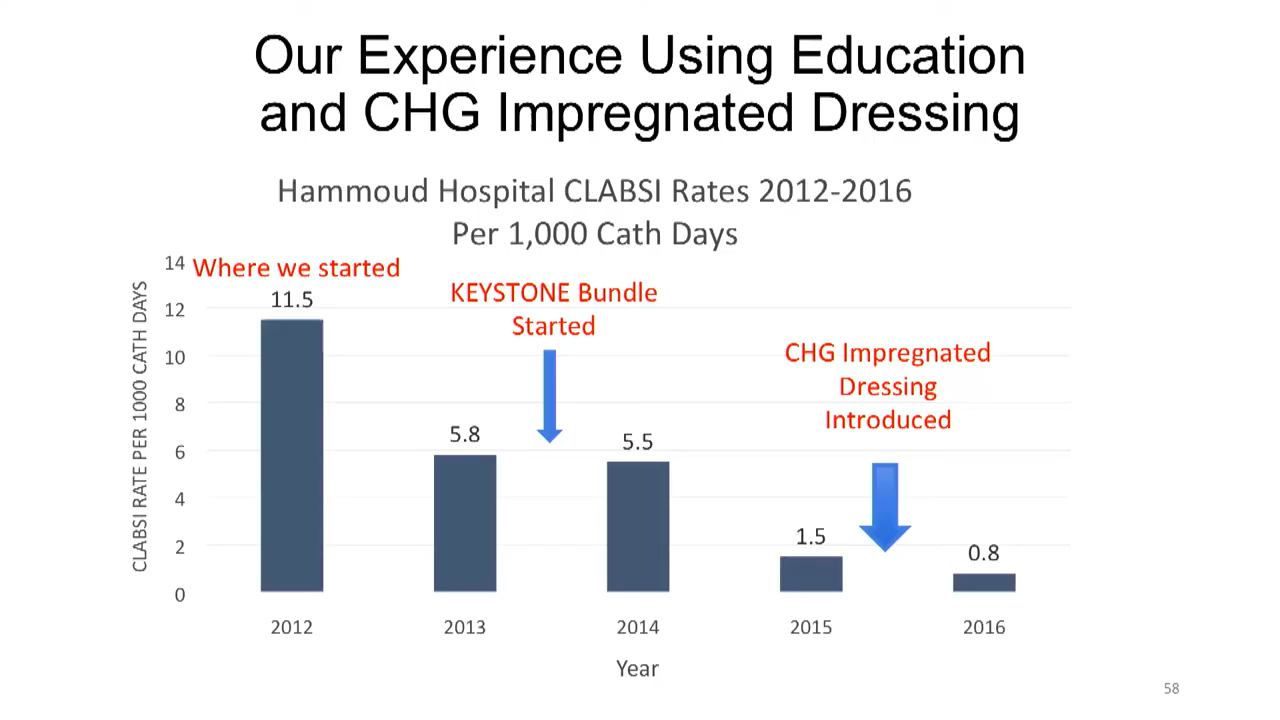 Our Experience Using Education
and CHG Impregnated Dressing
Hammoud Hospital CLABSI Rates 2012-2016
Per 1,000 Cath Days
CLABSI RATE PER 1000 CATH DAYS
14
12
10
8
6
4
2
0
Where we started
11.5
KEYSTONE Bundle
Started
5.8
5.5
CHG Impregnated
Dressing
Introduced
1.5
0.8
2012
2013
2014
2015
2016
Year
58